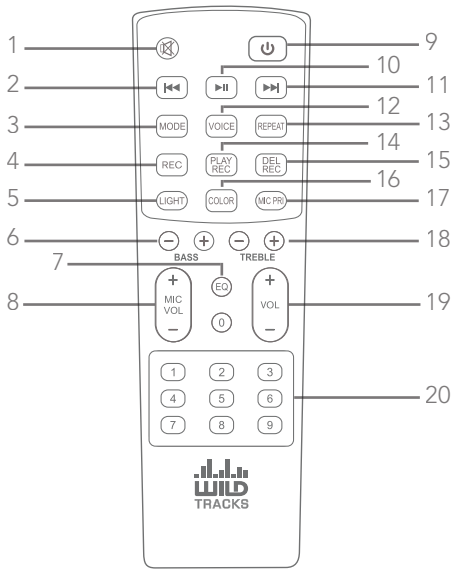 1
9
10
2
11
12
3
MODE
VOICE
REPEAT
13
14
4
REC
PLAY
REC
DEL
REC
15
16
5
LIGHT
COLOR
MIC PRI
17
6
− + − +
18
BASS
TREBLE
7
8
+
MIC
VOL
−
EQ
0
+
VOL
−
19
1 2 3
4 5 6
7 8 9
20
WILD
TRACKS